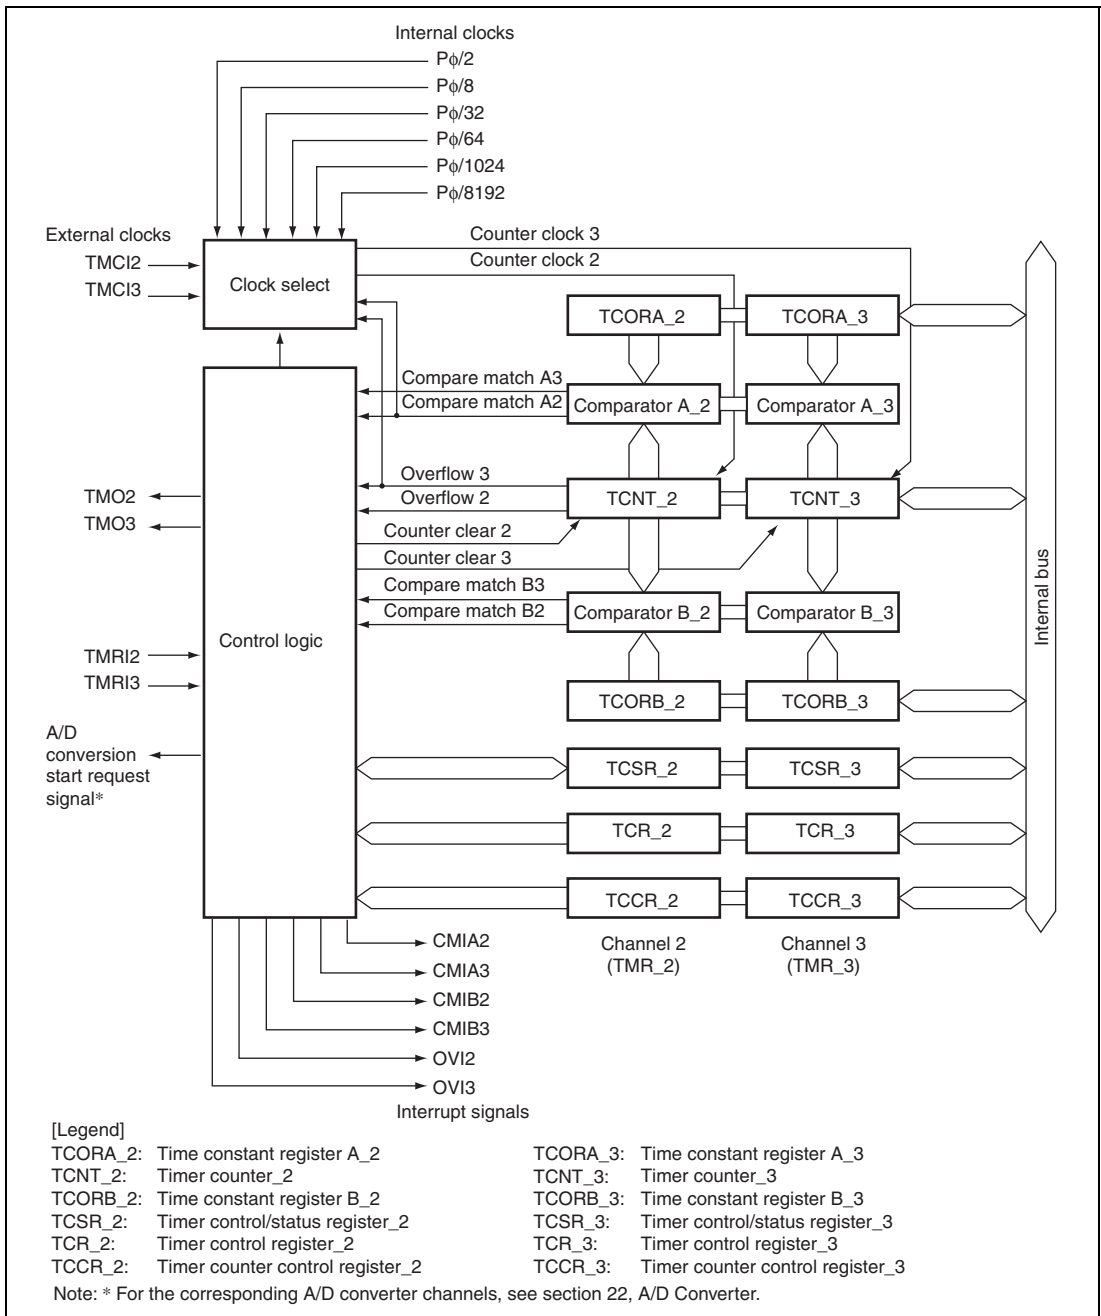 Internal clocks
Pϕ/2
Pϕ/8
Pϕ/32
Pϕ/64
Pϕ/1024
Pϕ/8192
External clocks
TMCI2
TMCI3
Clock select
Counter clock 3
Counter clock 2
TCORA_2
TCORA_3
Compare match A3
Compare match A2
Comparator A_2
Comparator A_3
Overflow 3
Overflow 2
TCNT_2
TCNT_3
TMO2
TMO3
Counter clear 2
Counter clear 3
Compare match B3
Compare match B2
Comparator B_2
Comparator B_3
Internal bus
Control logic
TMRI2
TMRI3
TCORB_2
TCORB_3
A/D
conversion
start request
signal*
TCSR_2
TCSR_3
TCR_2
TCR_3
TCCR_2
TCCR_3
Channel 2
(TMR_2)
Channel 3
(TMR_3)
CMIA2
CMIA3
CMIB2
CMIB3
OVI2
OVI3
Interrupt signals
[Legend]
TCORA_2: Time constant register A_2
TCNT_2: Timer counter_2
TCORB_2: Time constant register B_2
TCSR_2: Timer control/status register_2
TCR_2: Timer control register_2
TCCR_2: Timer counter control register_2
TCORA_3: Time constant register A_3
TCNT_3: Timer counter_3
TCORB_3: Time constant register B_3
TCSR_3: Timer control/status register_3
TCR_3: Timer control register_3
TCCR_3: Timer counter control register_3
Note: * For the corresponding A/D converter channels, see section 22, A/D Converter.